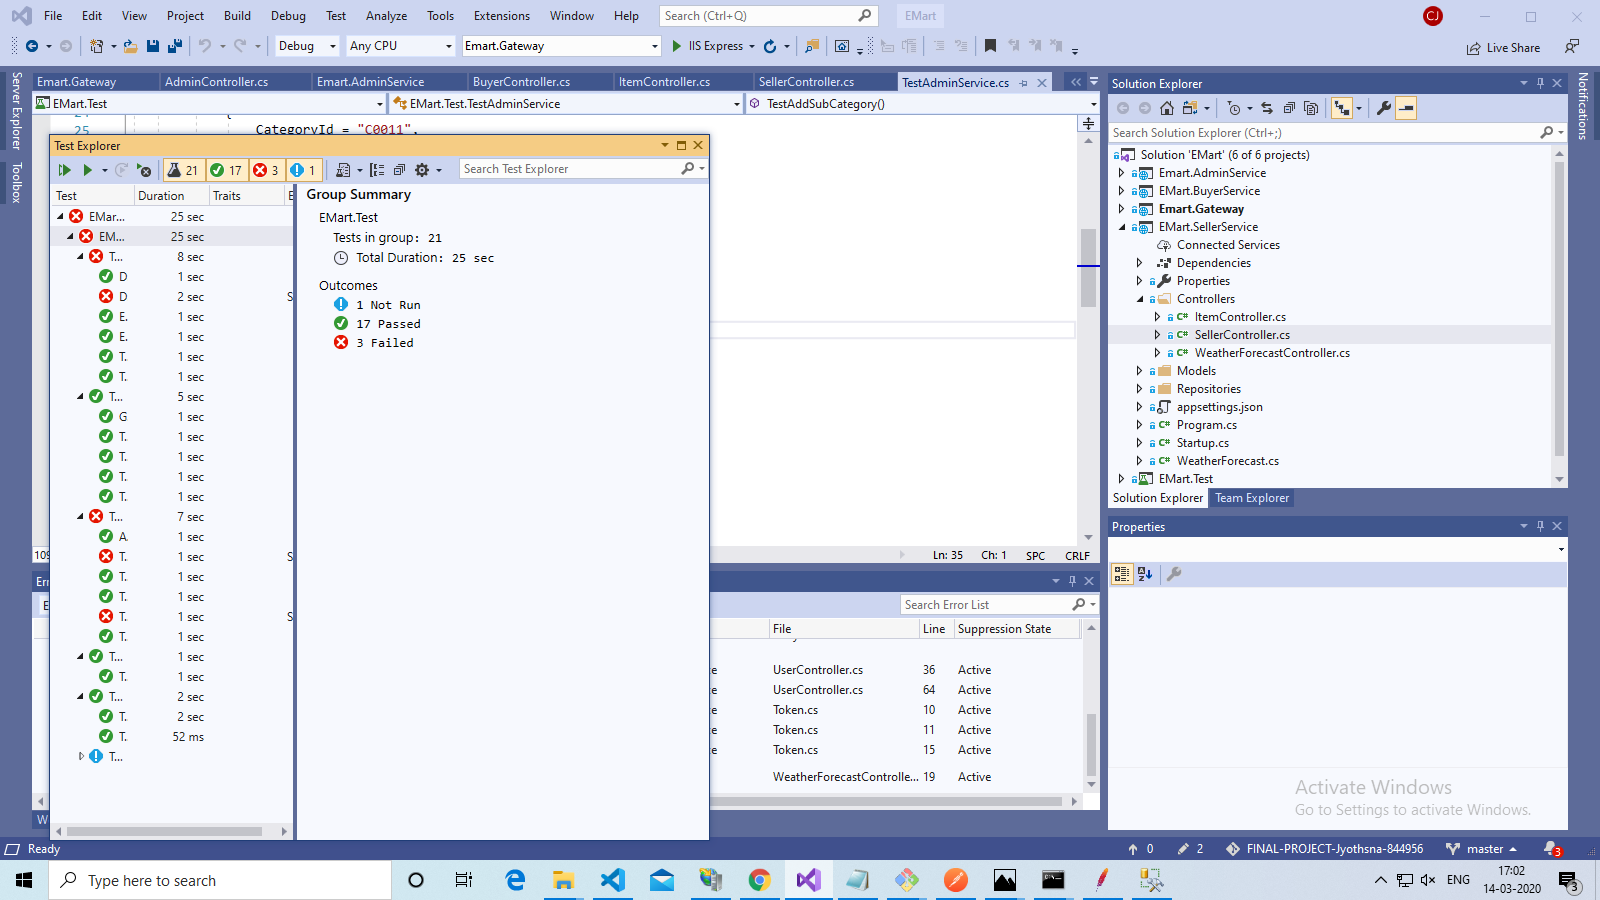 File Edit View Project Build Debug Test Analyze Tools Extensions Window Help Search (Ctrl+Q) EMart CJ
Debug Any CPU Emart.Gateway IIS Express Live Share
Server Explorer
Toolbox
Notifications
Emart.Gateway AdminController.cs Emart.AdminService BuyerController.cs ItemController.cs SellerController.cs TestAdminService.cs
EMart.Test EMart.Test.TestAdminService TestAddSubCategory()
25 CategoryId = "C0011",
Test Explorer
21 17 3 1 Search Test Explorer
Test Duration Traits E
EMar... 25 sec
EM... 25 sec
T... 8 sec
D 1 sec
D 2 sec S
E. 1 sec
E. 1 sec
T. 1 sec
T. 1 sec
T... 5 sec
G 1 sec
T. 1 sec
T. 1 sec
T. 1 sec
T. 1 sec
T... 7 sec
A 1 sec
T. 1 sec S
T. 1 sec
T. 1 sec
T. 1 sec S
T. 1 sec
T... 1 sec
T. 1 sec
T... 2 sec
T. 2 sec
T. 52 ms
T...
Group Summary
EMart.Test
Tests in group: 21
Total Duration: 25 sec
Outcomes
1 Not Run
17 Passed
3 Failed
109
Ln: 35 Ch: 1 SPC CRLF
Err
E
Search Error List
File Line Suppression State
ce UserController.cs 36 Active
ce UserController.cs 64 Active
ce Token.cs 10 Active
ce Token.cs 11 Active
ce Token.cs 15 Active
WeatherForecastControlle... 19 Active
W
Solution Explorer
Search Solution Explorer (Ctrl+;)
Solution 'EMart' (6 of 6 projects)
Emart.AdminService
EMart.BuyerService
Emart.Gateway
EMart.SellerService
Connected Services
Dependencies
Properties
Controllers
ItemController.cs
SellerController.cs
WeatherForecastController.cs
Models
Repositories
appsettings.json
Program.cs
Startup.cs
WeatherForecast.cs
EMart.Test
Solution Explorer Team Explorer
Properties
Activate Windows
Go to Settings to activate Windows.
Ready 0 2 FINAL-PROJECT-Jyothsna-844956 master 3
Type here to search ENG 17:02
14-03-2020 3